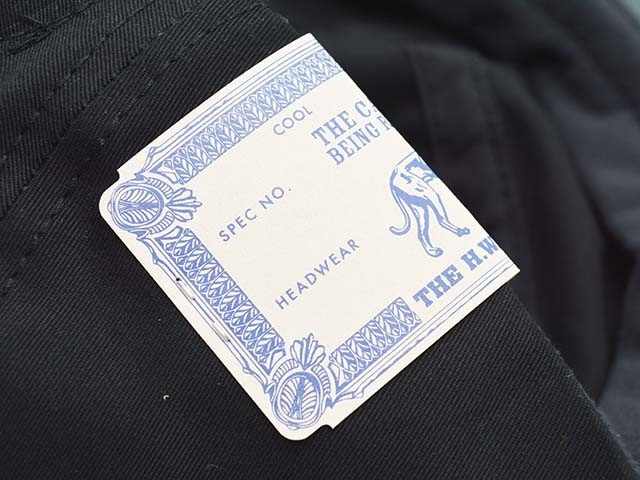 COOL
THE C
BEING
SPEC NO.
HEADWEAR
THE H.W